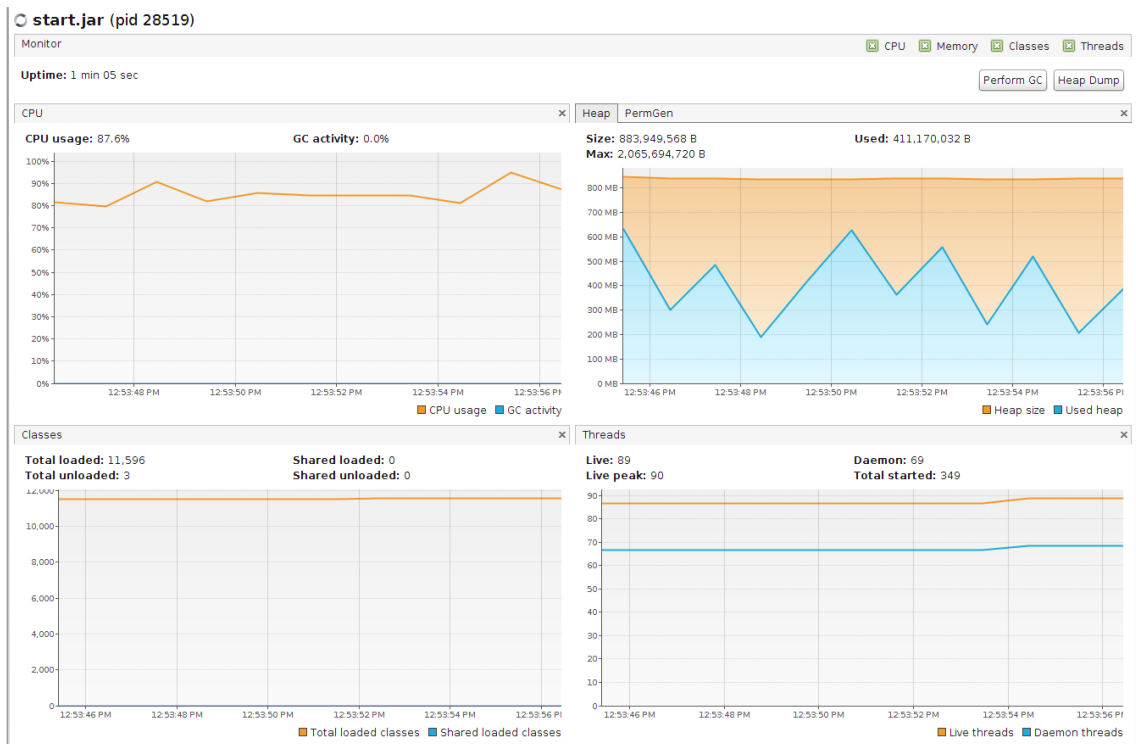 start.jar (pid 28519)
Monitor
CPU Memory Classes Threads
Uptime: 1 min 05 sec
Perform GC Heap Dump
CPU
CPU usage: 87.6% GC activity: 0.0%
100%
90%
80%
70%
60%
50%
40%
30%
20%
10%
0%
12:53:48 PM 12:53:50 PM 12:53:52 PM 12:53:54 PM 12:53:56 PM
CPU usage GC activity
Heap PermGen
Size: 883,949,568 B Used: 411,170,032 B
Max: 2,065,694,720 B
800 MB
700 MB
600 MB
500 MB
400 MB
300 MB
200 MB
100 MB
0 MB
12:53:46 PM 12:53:48 PM 12:53:50 PM 12:53:52 PM 12:53:54 PM 12:53:56 PM
Heap size Used heap
Classes
Total loaded: 11,596 Shared loaded: 0
Total unloaded: 3 Shared unloaded: 0
12,000
10,000
8,000
6,000
4,000
2,000
0
12:53:46 PM 12:53:48 PM 12:53:50 PM 12:53:52 PM 12:53:54 PM 12:53:56 PM
Total loaded classes Shared loaded classes
Threads
Live: 89 Daemon: 69
Live peak: 90 Total started: 349
90
80
70
60
50
40
30
20
10
0
12:53:46 PM 12:53:48 PM 12:53:50 PM 12:53:52 PM 12:53:54 PM 12:53:56 PM
Live threads Daemon threads